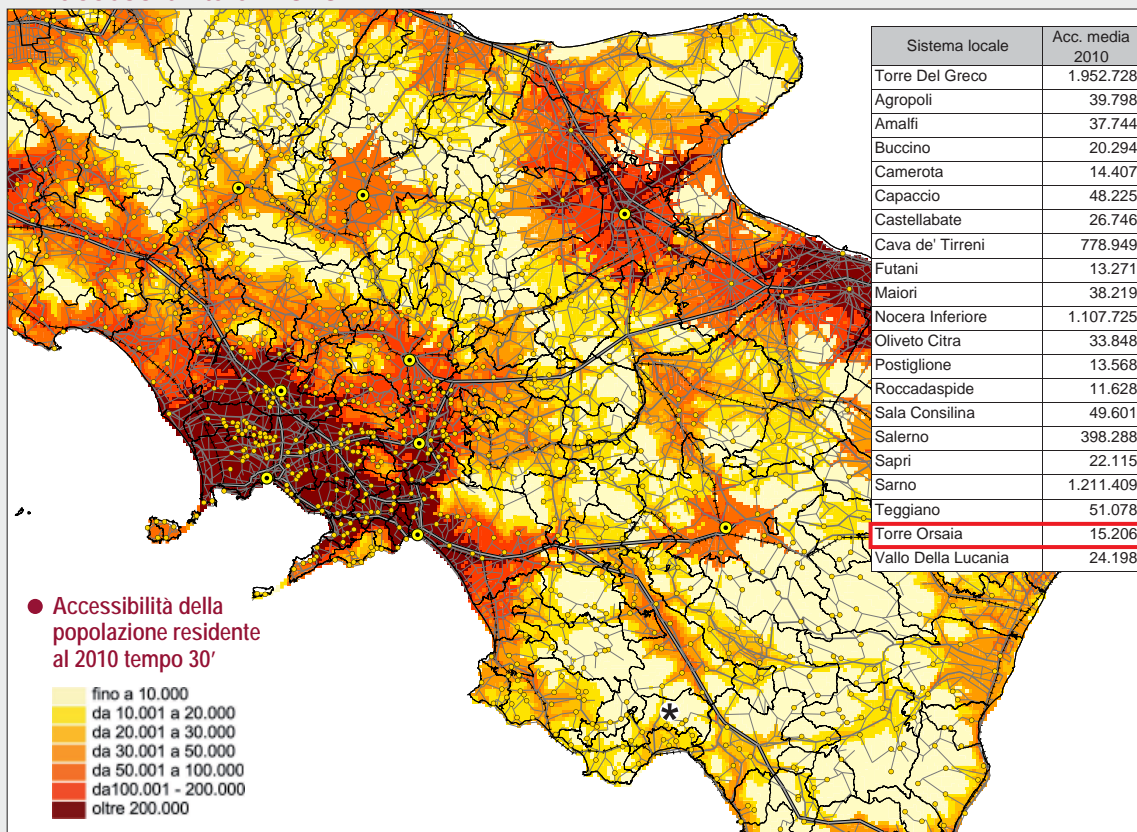 Sistema locale Acc. media 2010
Torre Del Greco 1.952.728
Agropoli 39.798
Amalfi 37.744
Buccino 20.294
Camerota 14.407
Capaccio 48.225
Castellabate 26.746
Cava de' Tirreni 778.949
Futani 13.271
Maiori 38.219
Nocera Inferiore 1.107.725
Oliveto Citra 33.848
Postiglione 13.568
Roccadaspide 11.628
Sala Consilina 49.601
Salerno 398.288
Sapri 22.115
Sarno 1.211.409
Teggiano 51.078
Torre Orsaia 15.206
Vallo Della Lucania 24.198
*
Accessibilità della
popolazione residente
al 2010 tempo 30'
fino a 10.000
da 10.001 a 20.000
da 20.001 a 30.000
da 30.001 a 50.000
da 50.001 a 100.000
da100.001 - 200.000
oltre 200.000